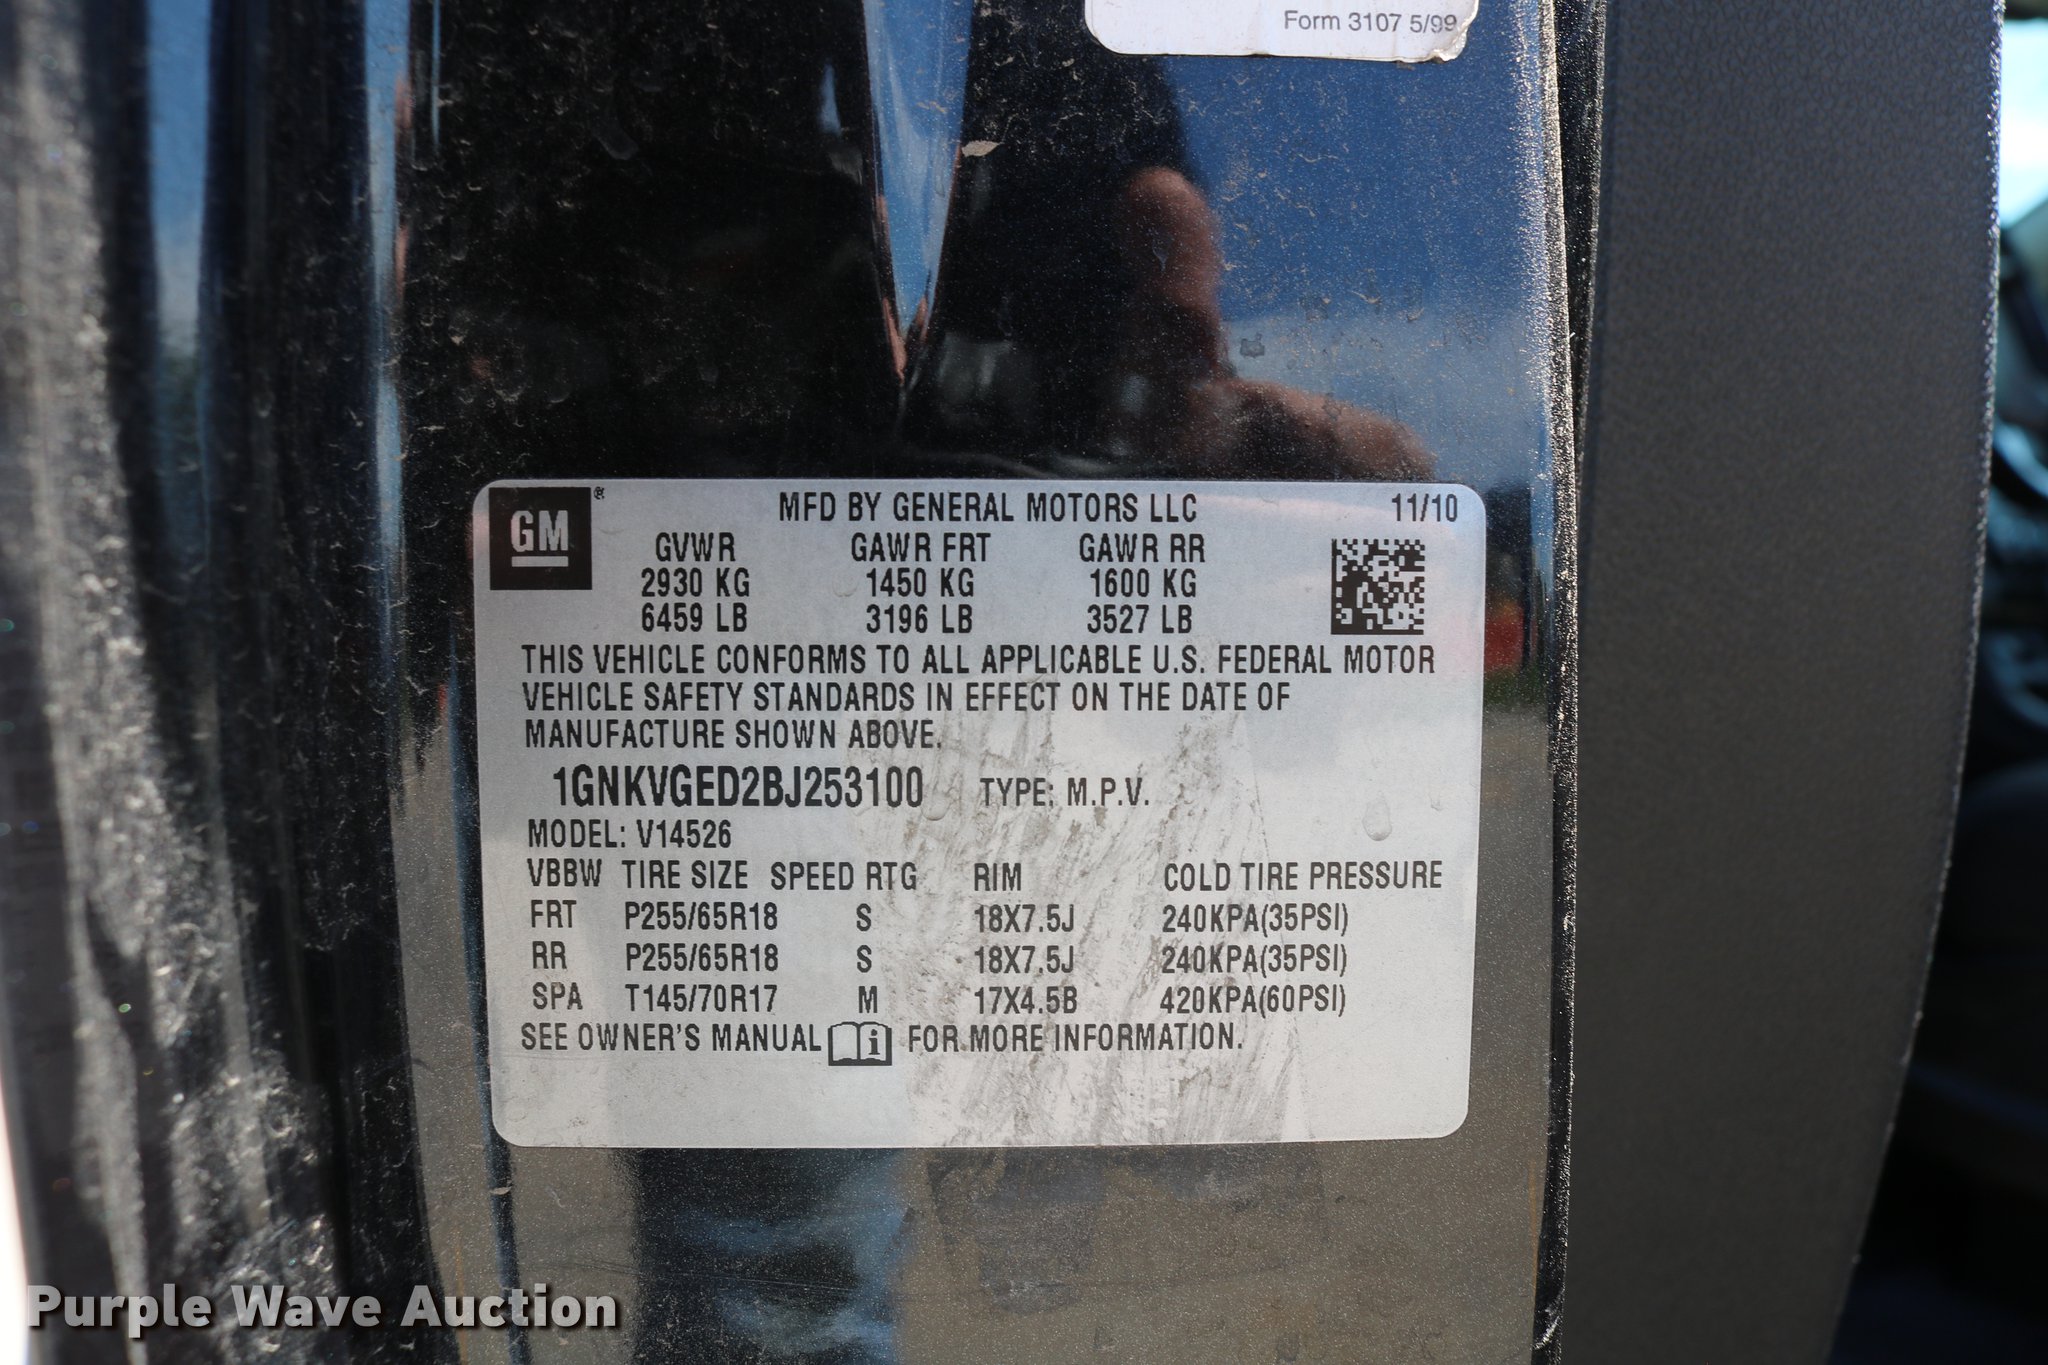 Form 3107 5/99
GM®
MFD BY GENERAL MOTORS LLC 11/10
GVWR GAWR FRT GAWR RR
2930 KG 1450 KG 1600 KG
6459 LB 3196 LB 3527 LB
THIS VEHICLE CONFORMS TO ALL APPLICABLE U.S. FEDERAL MOTOR
VEHICLE SAFETY STANDARDS IN EFFECT ON THE DATE OF
MANUFACTURE SHOWN ABOVE.
1GNKVGED2BJ253100 TYPE: M.P.V.
MODEL: V14526
VBBW TIRE SIZE SPEED RTG RIM COLD TIRE PRESSURE
FRT P255/65R18 S 18X7.5J 240KPA(35PSI)
RR P255/65R18 S 18X7.5J 240KPA(35PSI)
SPA T145/70R17 M 17X4.5B 420KPA(60PSI)
SEE OWNER'S MANUAL i FOR MORE INFORMATION.
Purple Wave Auction